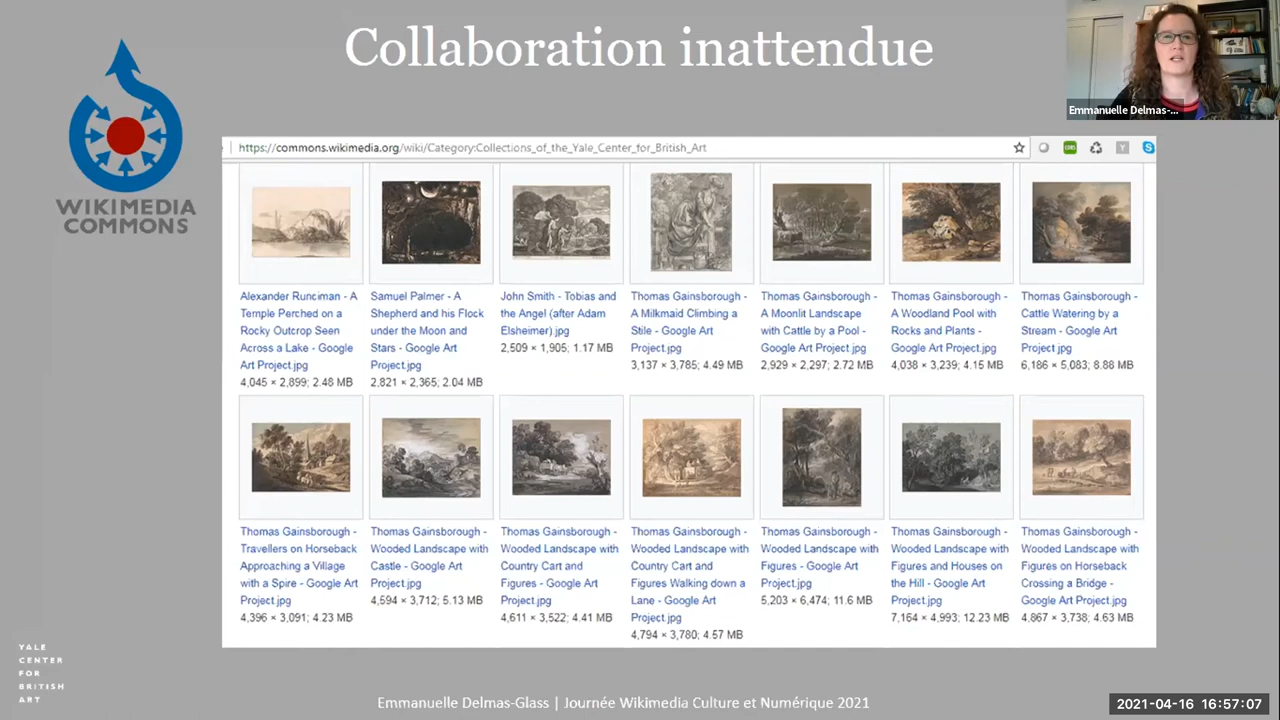 Collaboration inattendue
WIKIMEDIA
COMMONS
Emmanuelle Delmas-...
https://commons.wikimedia.org/wiki/Category:Collections_of_the_Yale_Center_for_British_Art
Alexander Runciman - A
Temple Perched on a
Rocky Outcrop Seen
Across a Lake - Google
Art Project.jpg
4,045 × 2,899; 2.48 MB
Samuel Palmer - A
Shepherd and his Flock
under the Moon and
Stars - Google Art
Project.jpg
2,821 × 2,365; 2.04 MB
John Smith - Tobias and
the Angel (after Adam
Elsheimer).jpg
2,509 × 1,905; 1.17 MB
Thomas Gainsborough -
A Milkmaid Climbing a
Stile - Google Art
Project.jpg
3,137 × 3,785; 4.49 MB
Thomas Gainsborough -
A Moonlit Landscape
with Cattle by a Pool -
Google Art Project.jpg
2,929 × 2,297; 2.72 MB
Thomas Gainsborough -
A Woodland Pool with
Rocks and Plants -
Google Art Project.jpg
4,038 × 3,239; 4.15 MB
Thomas Gainsborough -
Cattle Watering by a
Stream - Google Art
Project.jpg
6,186 × 5,083; 8.88 MB
Thomas Gainsborough -
Travellers on Horseback
Approaching a Village
with a Spire - Google Art
Project.jpg
4,396 × 3,091; 4.23 MB
Thomas Gainsborough -
Wooded Landscape with
Castle - Google Art
Project.jpg
4,594 × 3,712; 5.13 MB
Thomas Gainsborough -
Wooded Landscape with
Country Cart and
Figures - Google Art
Project.jpg
4,611 × 3,522; 4.41 MB
Thomas Gainsborough -
Wooded Landscape with
Country Cart and
Figures Walking down a
Lane - Google Art
Project.jpg
4,794 × 3,780; 4.57 MB
Thomas Gainsborough -
Wooded Landscape with
Figures - Google Art
Project.jpg
5,203 × 6,474; 11.6 MB
Thomas Gainsborough -
Wooded Landscape with
Figures and Houses on
the Hill - Google Art
Project.jpg
7,164 × 4,993; 12.23 MB
Thomas Gainsborough -
Wooded Landscape with
Figures on Horseback
Crossing a Bridge -
Google Art Project.jpg
4,867 × 3,738; 4.63 MB
YALE
CENTER
FOR
BRITISH
ART
Emmanuelle Delmas-Glass | Journée Wikimedia Culture et Numérique 2021
2021-04-16 16:57:07